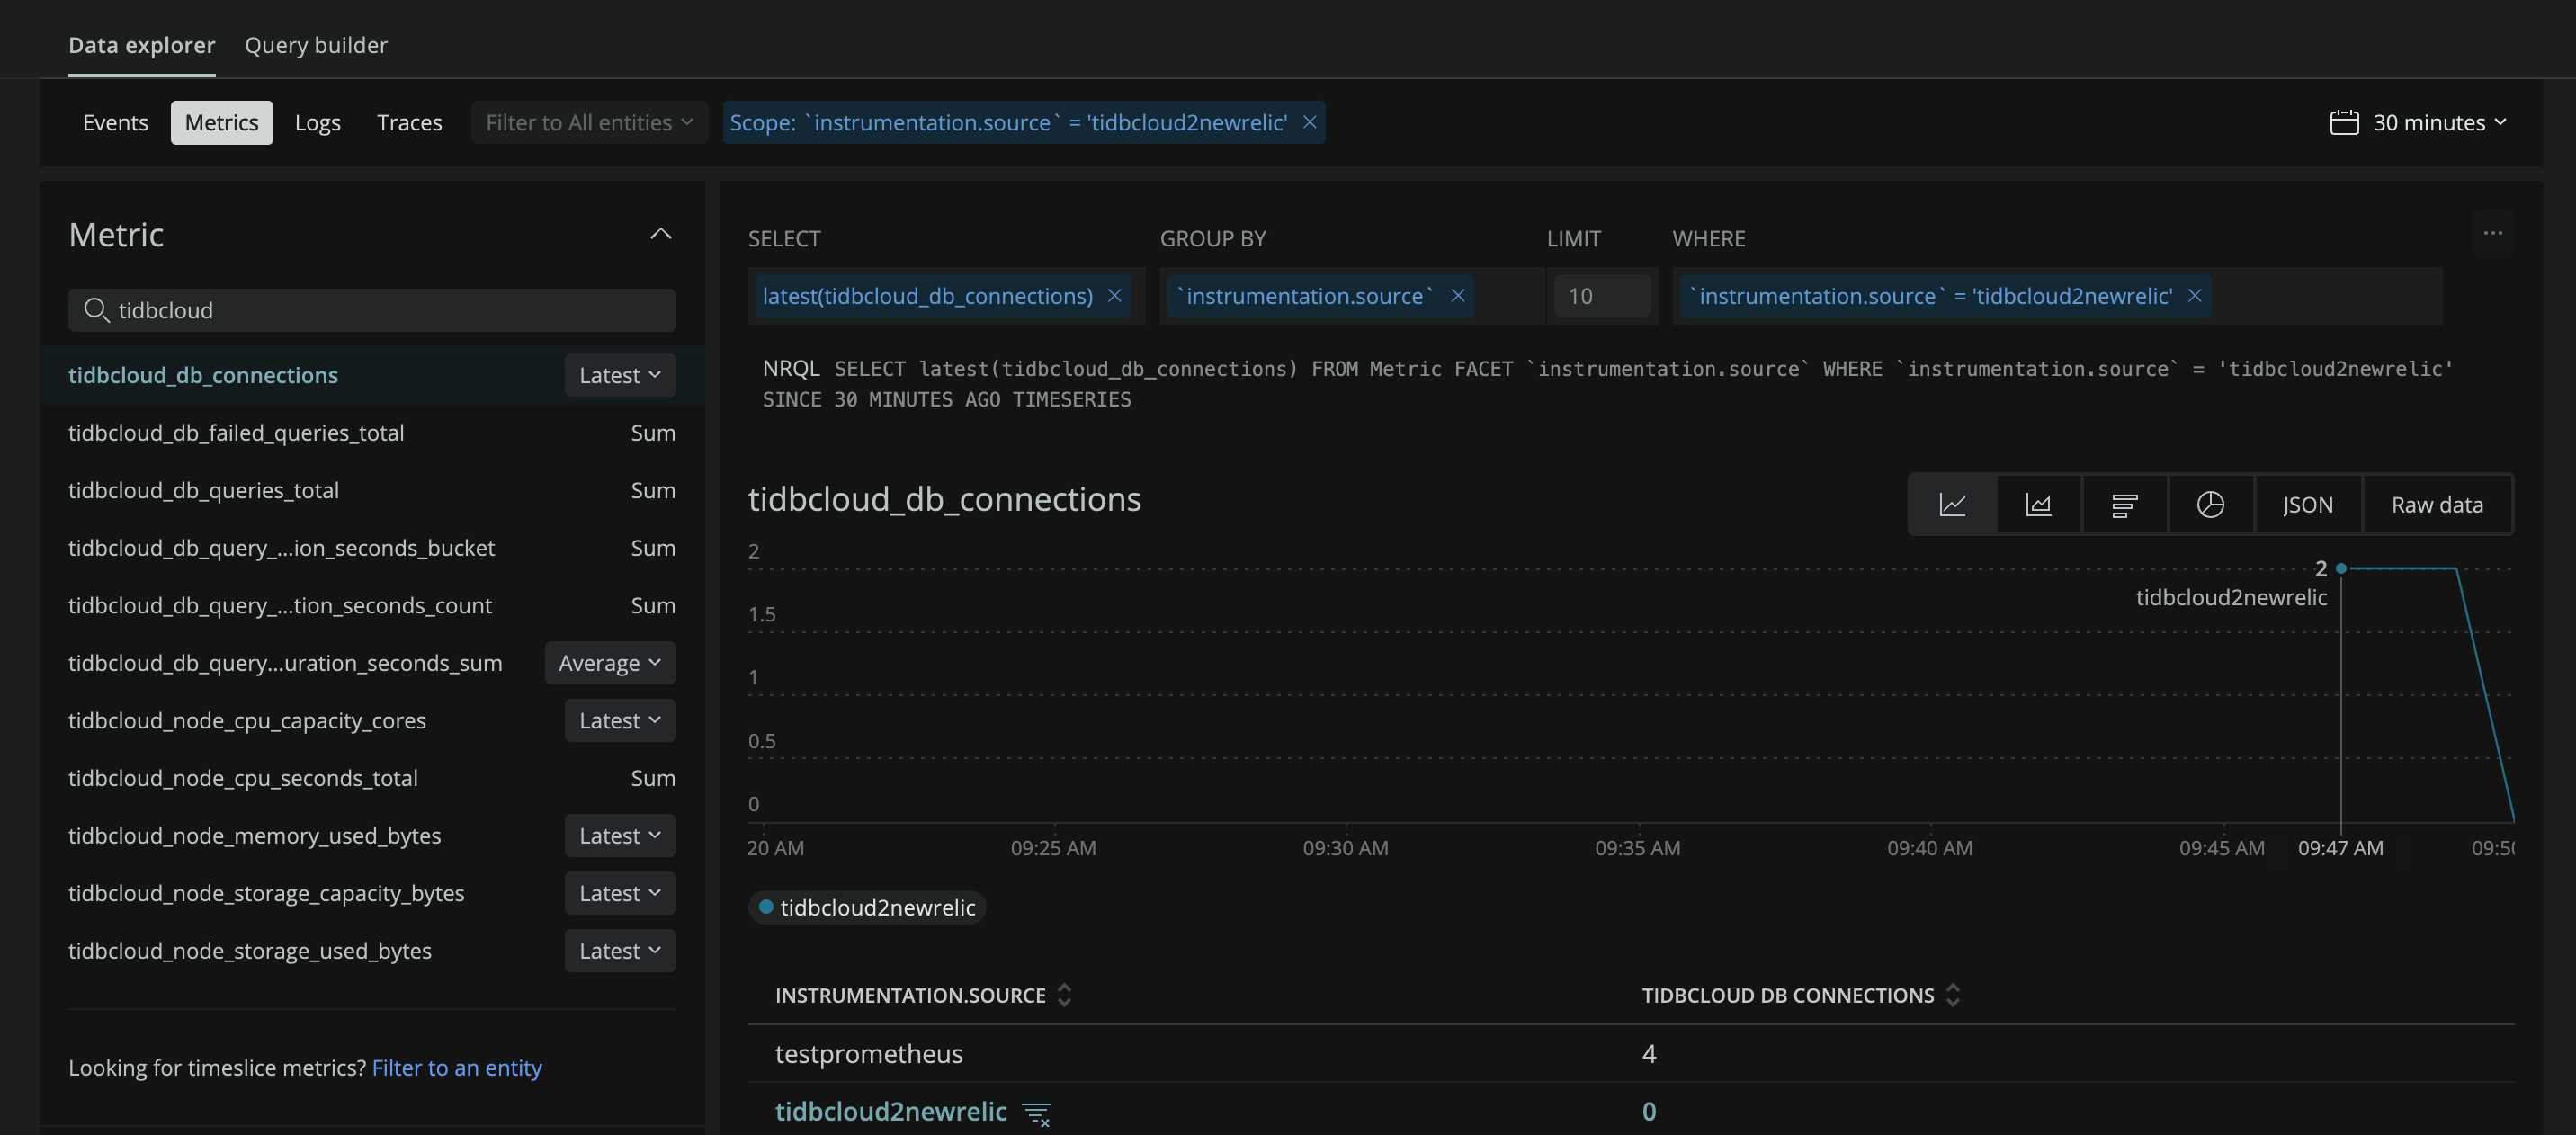 Data explorer Query builder
Events Metrics Logs Traces Filter to All entities Scope: `instrumentation.source` = 'tidbcloud2newrelic' 30 minutes
Metric
tidbcloud
tidbcloud_db_connections Latest
tidbcloud_db_failed_queries_total Sum
tidbcloud_db_queries_total Sum
tidbcloud_db_query_...ion_seconds_bucket Sum
tidbcloud_db_query_...tion_seconds_count Sum
tidbcloud_db_query...uration_seconds_sum Average
tidbcloud_node_cpu_capacity_cores Latest
tidbcloud_node_cpu_seconds_total Sum
tidbcloud_node_memory_used_bytes Latest
tidbcloud_node_storage_capacity_bytes Latest
tidbcloud_node_storage_used_bytes Latest
Looking for timeslice metrics? Filter to an entity
SELECT GROUP BY LIMIT WHERE
latest(tidbcloud_db_connections) `instrumentation.source` 10 `instrumentation.source` = 'tidbcloud2newrelic'
NRQL SELECT latest(tidbcloud_db_connections) FROM Metric FACET `instrumentation.source` WHERE `instrumentation.source` = 'tidbcloud2newrelic'
SINCE 30 MINUTES AGO TIMESERIES
tidbcloud_db_connections
JSON Raw data
2
2
tidbcloud2newrelic
1.5
1
0.5
0
20 AM 09:25 AM 09:30 AM 09:35 AM 09:40 AM 09:45 AM 09:47 AM 09:50
tidbcloud2newrelic
INSTRUMENTATION.SOURCE TIDBCLOUD DB CONNECTIONS
testprometheus 4
tidbcloud2newrelic 0